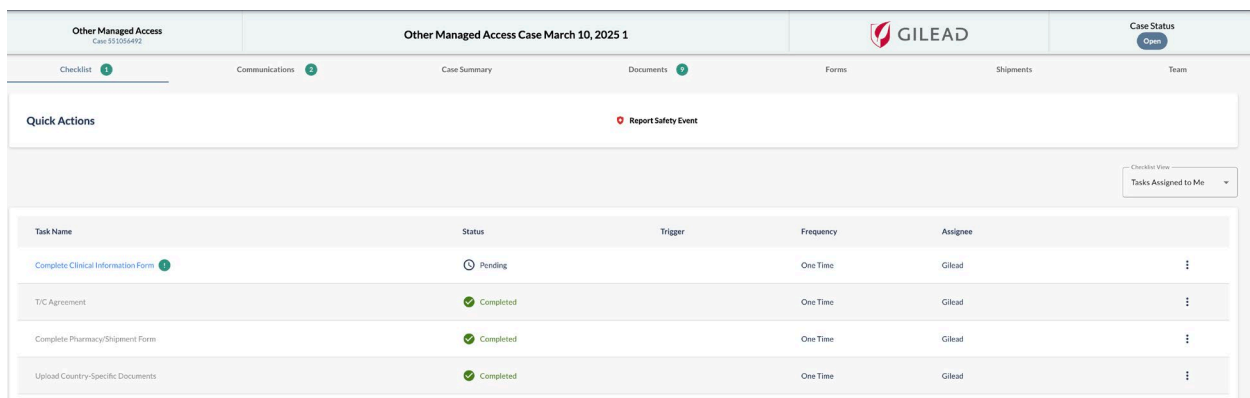 Other Managed Access
Case 551056492
Other Managed Access Case March 10, 2025 1
GILEAD
Case Status
Open
Checklist 1
Communications 2
Case Summary
Documents 9
Forms
Shipments
Team
Quick Actions
Report Safety Event
Checklist View
Tasks Assigned to Me
Task Name Status Trigger Frequency Assignee
Complete Clinical Information Form ! Pending One Time Gilead
T/C Agreement Completed One Time Gilead
Complete Pharmacy/Shipment Form Completed One Time Gilead
Upload Country-Specific Documents Completed One Time Gilead